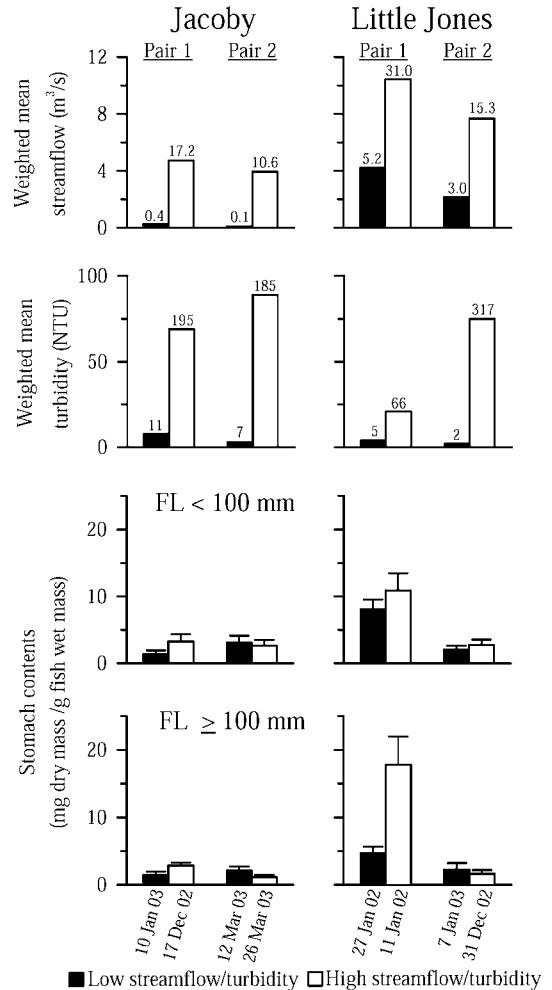 Jacoby Little Jones
Pair 1 Pair 2 Pair 1 Pair 2
Weighted mean
streamflow (m³/s)
12
8
4
0
0.4 17.2 0.1 10.6 5.2 31.0 3.0 15.3
Weighted mean
turbidity (NTU)
100
75
50
25
0
11 195 7 185 5 66 2 317
Stomach contents
(mg dry mass /g fish wet mass)
FL < 100 mm
20
10
0
FL ≥ 100 mm
20
10
0
10 Jan 03
17 Dec 02
12 Mar 03
26 Mar 03
27 Jan 02
11 Jan 02
7 Jan 03
31 Dec 02
Low streamflow/turbidity High streamflow/turbidity